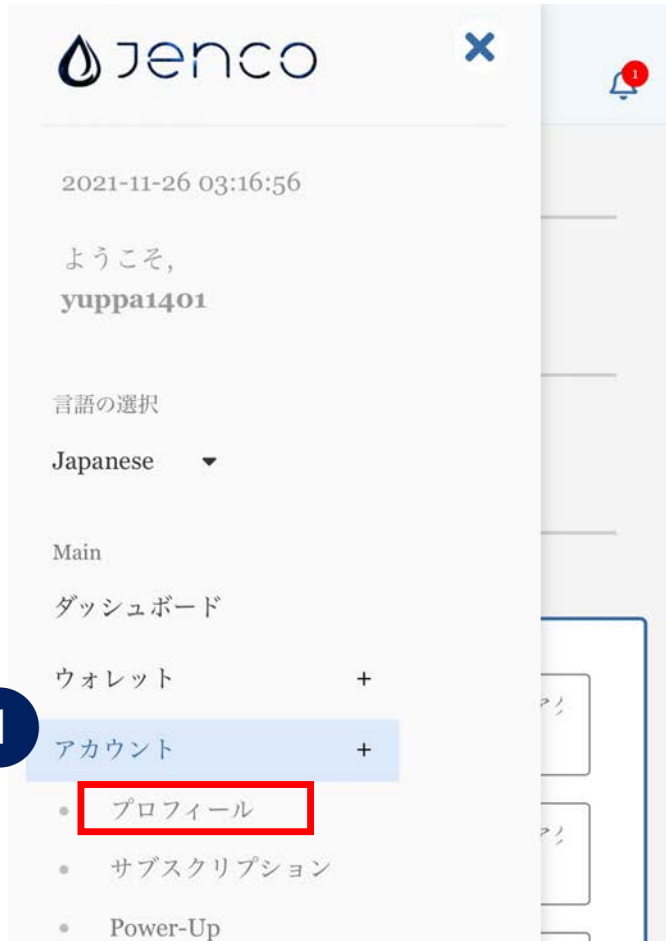 Jenco
1
2021-11-26 03:16:56
ようこそ,
yuppa1401
言語の選択
Japanese
Main
ダッシュボード
ウォレット +
アカウント +
1
プロフィール
サブスクリプション
Power-Up